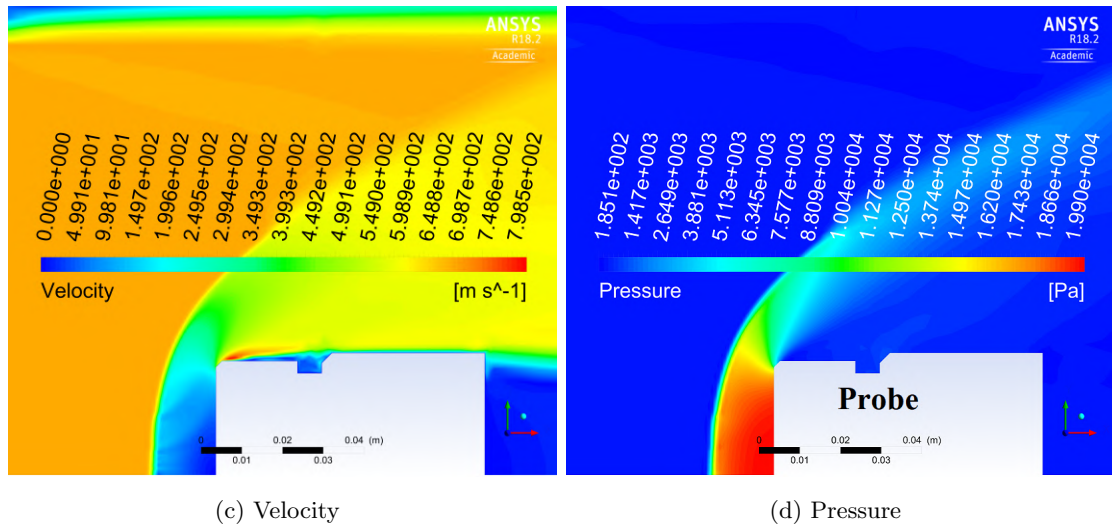 ANSYS
R18.2
Academic
0.000e+000
4.991e+001
9.981e+001
1.497e+002
1.996e+002
2.495e+002
2.994e+002
3.493e+002
3.993e+002
4.492e+002
4.991e+002
5.490e+002
5.989e+002
6.488e+002
6.987e+002
7.486e+002
7.985e+002
Velocity
[m s^-1]
0
0.02
0.04
(m)
0.01
0.03
(c) Velocity
ANSYS
R18.2
Academic
1.851e+002
1.417e+003
2.649e+003
3.881e+003
5.113e+003
6.345e+003
7.577e+003
8.809e+003
1.004e+004
1.127e+004
1.250e+004
1.374e+004
1.497e+004
1.620e+004
1.743e+004
1.866e+004
1.990e+004
Pressure
[Pa]
Probe
0
0.02
0.04
(m)
0.01
0.03
(d) Pressure